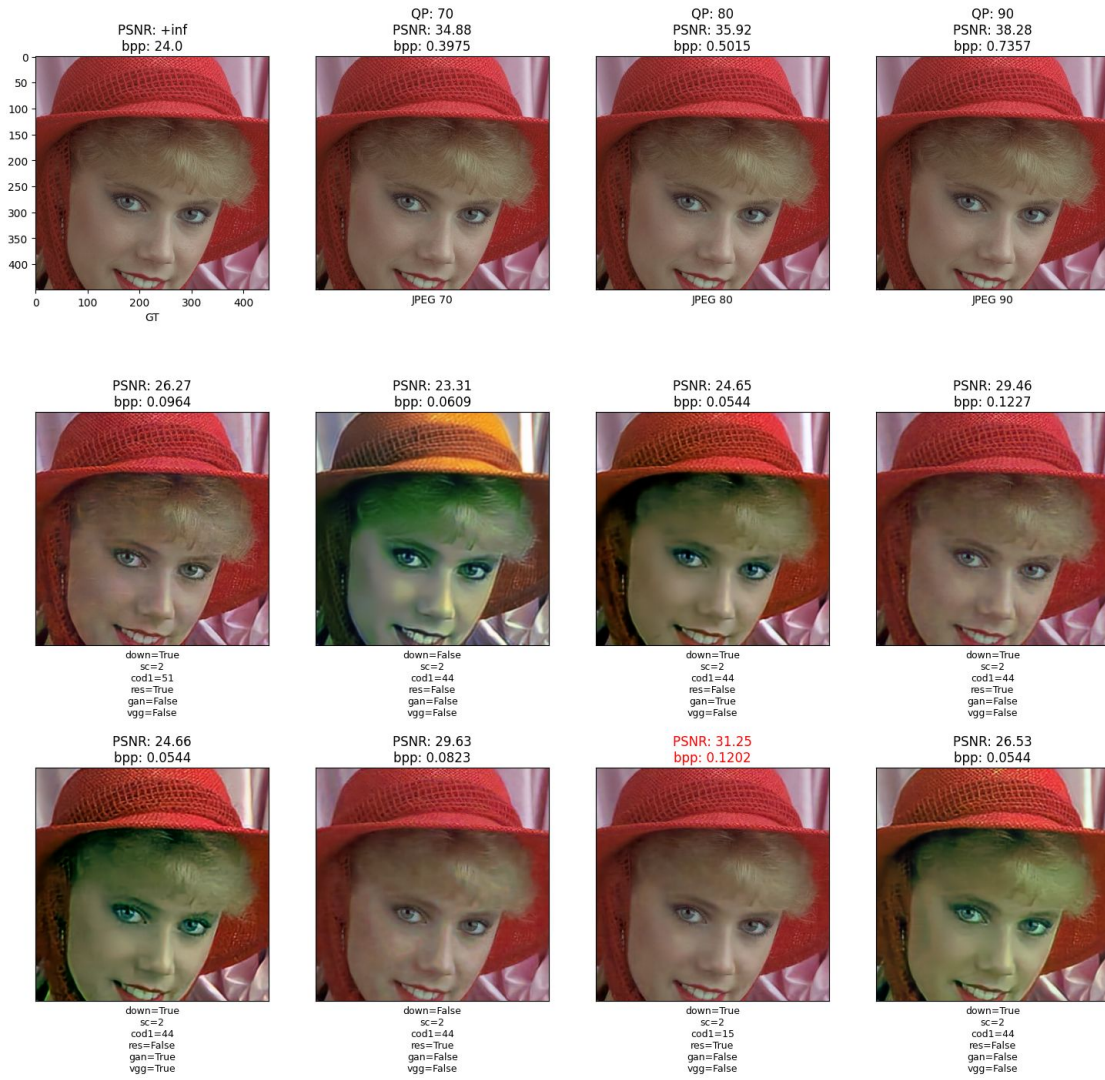 PSNR: +inf
bpp: 24.0
QP: 70
PSNR: 34.88
bpp: 0.3975
QP: 80
PSNR: 35.92
bpp: 0.5015
QP: 90
PSNR: 38.28
bpp: 0.7357
0
50
100
150
200
250
300
350
400
0 100 200 300 400
GT
JPEG 70
JPEG 80
JPEG 90
PSNR: 26.27
bpp: 0.0964
down=True
sc=2
cod1=51
res=True
gan=False
vgg=False
PSNR: 23.31
bpp: 0.0609
down=False
sc=2
cod1=44
res=False
gan=False
vgg=False
PSNR: 24.65
bpp: 0.0544
down=True
sc=2
cod1=44
res=False
gan=True
vgg=False
PSNR: 29.46
bpp: 0.1227
down=True
sc=2
cod1=44
res=True
gan=False
vgg=False
PSNR: 24.66
bpp: 0.0544
down=True
sc=2
cod1=44
res=False
gan=True
vgg=True
PSNR: 29.63
bpp: 0.0823
down=False
sc=2
cod1=44
res=True
gan=False
vgg=False
PSNR: 31.25
bpp: 0.1202
down=True
sc=2
cod1=15
res=True
gan=False
vgg=False
PSNR: 26.53
bpp: 0.0544
down=True
sc=2
cod1=44
res=False
gan=False
vgg=False